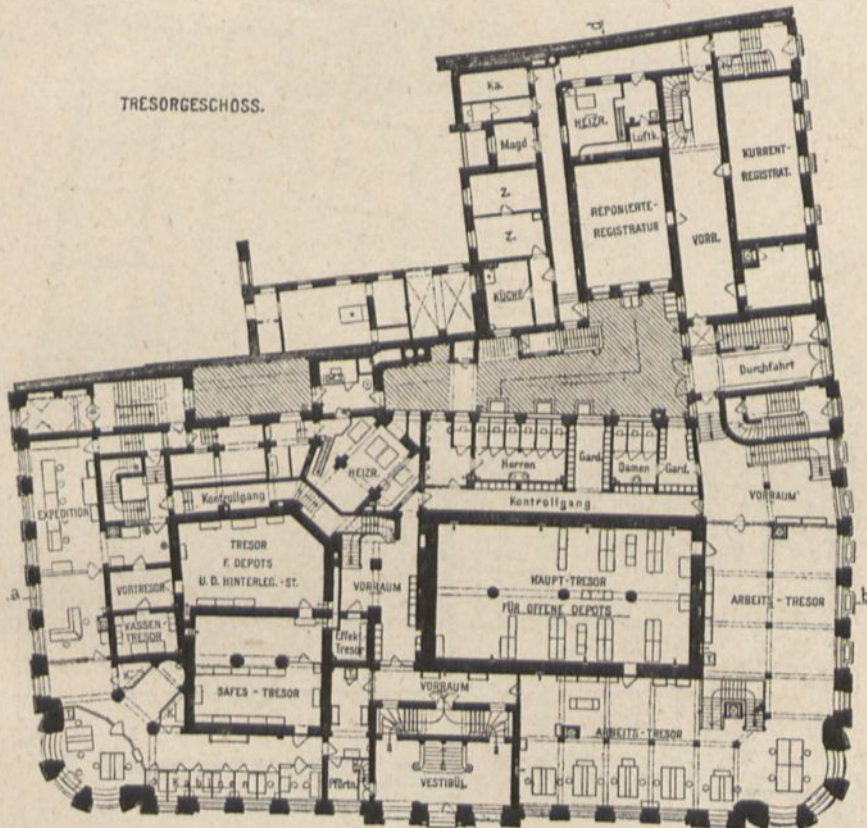 TRESORGESCHOSS.
d
Ka.
HEIZR.
Luftk.
Magd
KURRENT-
REGISTRAT.
Z.
REPONIERTE-
REGISTRATUR
Z.
VORR.
KÜCHE
Durchfahrt
HEIZR.
Herren
Gard.
Damen
Gard.
EXPEDITION
Kontrollgang
Kontrollgang
VORRAUM
TRESOR
F. DEPOTS
U. D. HINTERLEG.-ST.
a
VORTRESOR
VORRAUM
HAUPT-TRESOR
FÜR OFFENE DEPOTS
ARBEITS-TRESOR
b
KASSEN-
TRESOR
Effekt.
Tresor
SAFES-TRESOR
VORRAUM
ARBEITS-TRESOR
Kabinen
Pförtn.
VESTIBÜL